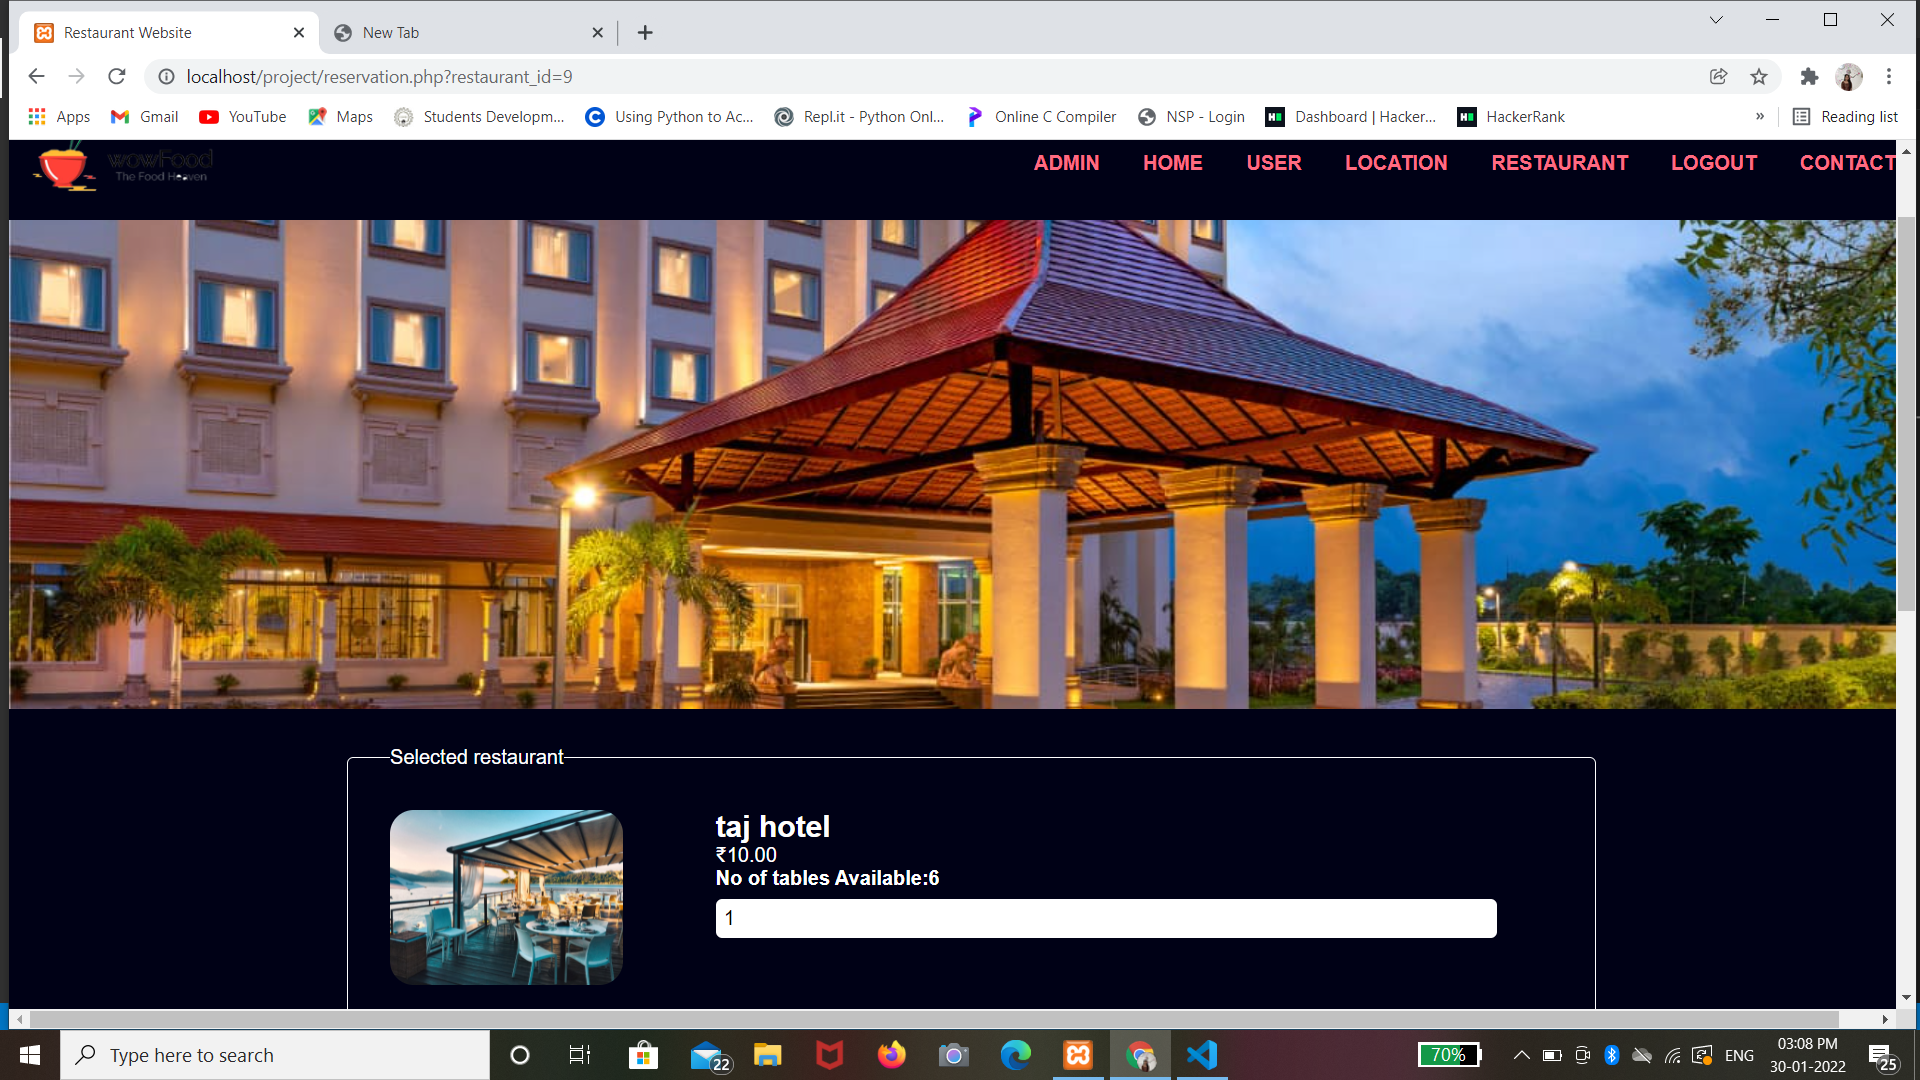 Restaurant Website
New Tab
localhost/project/reservation.php?restaurant_id=9
Apps Gmail YouTube Maps Students Developm... Using Python to Ac... Repl.it - Python Onl... Online C Compiler NSP - Login Dashboard | Hacker... HackerRank » Reading list
wowFood
The Food Heaven
ADMIN HOME USER LOCATION RESTAURANT LOGOUT CONTACT
Selected restaurant
taj hotel
₹10.00
No of tables Available:6
1
Type here to search
22
70%
ENG
03:08 PM
30-01-2022
25